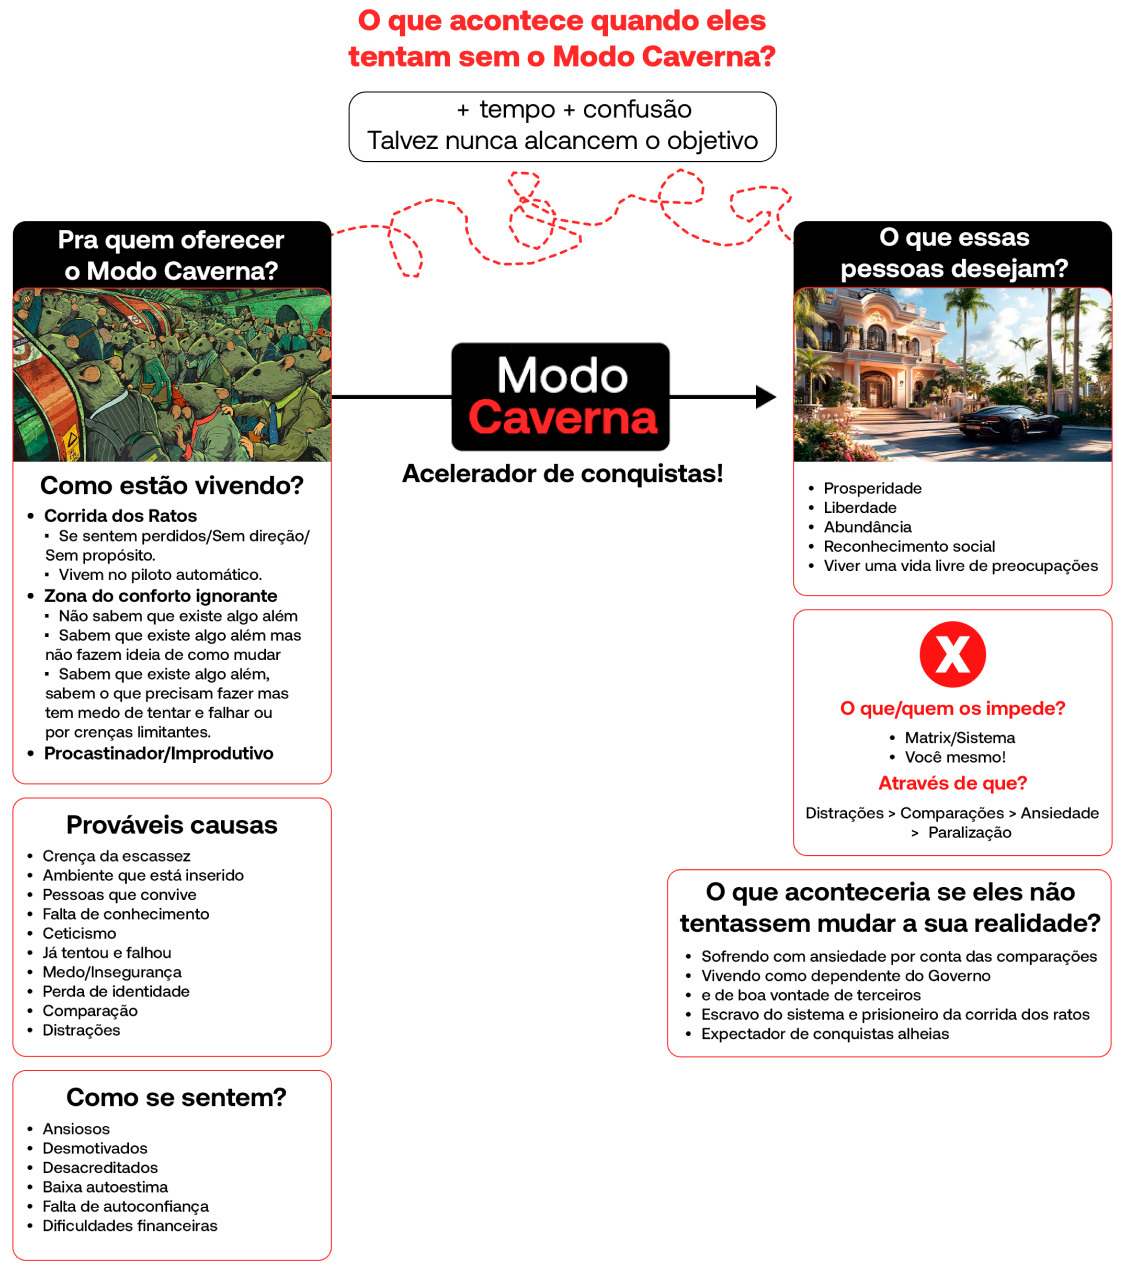 O que acontece quando eles
tentam sem o Modo Caverna?
+ tempo + confusão
Talvez nunca alcancem o objetivo
Pra quem oferecer
o Modo Caverna?
Como estão vivendo?
• Corrida dos Ratos
▪ Se sentem perdidos/Sem direção/
Sem propósito.
▪ Vivem no piloto automático.
• Zona do conforto ignorante
▪ Não sabem que existe algo além
▪ Sabem que existe algo além mas
não fazem ideia de como mudar
▪ Sabem que existe algo além,
sabem o que precisam fazer mas
tem medo de tentar e falhar ou
por crenças limitantes.
• Procastinador/Improdutivo
Prováveis causas
• Crença da escassez
• Ambiente que está inserido
• Pessoas que convive
• Falta de conhecimento
• Ceticismo
• Já tentou e falhou
• Medo/Insegurança
• Perda de identidade
• Comparação
• Distrações
Como se sentem?
• Ansiosos
• Desmotivados
• Desacreditados
• Baixa autoestima
• Falta de autoconfiança
• Dificuldades financeiras
Modo
Caverna
Acelerador de conquistas!
O que essas
pessoas desejam?
• Prosperidade
• Liberdade
• Abundância
• Reconhecimento social
• Viver uma vida livre de preocupações
X
O que/quem os impede?
• Matrix/Sistema
• Você mesmo!
Através de que?
Distrações > Comparações > Ansiedade
> Paralização
O que aconteceria se eles não
tentassem mudar a sua realidade?
• Sofrendo com ansiedade por conta das comparações
• Vivendo como dependente do Governo
• e de boa vontade de terceiros
• Escravo do sistema e prisioneiro da corrida dos ratos
• Expectador de conquistas alheias